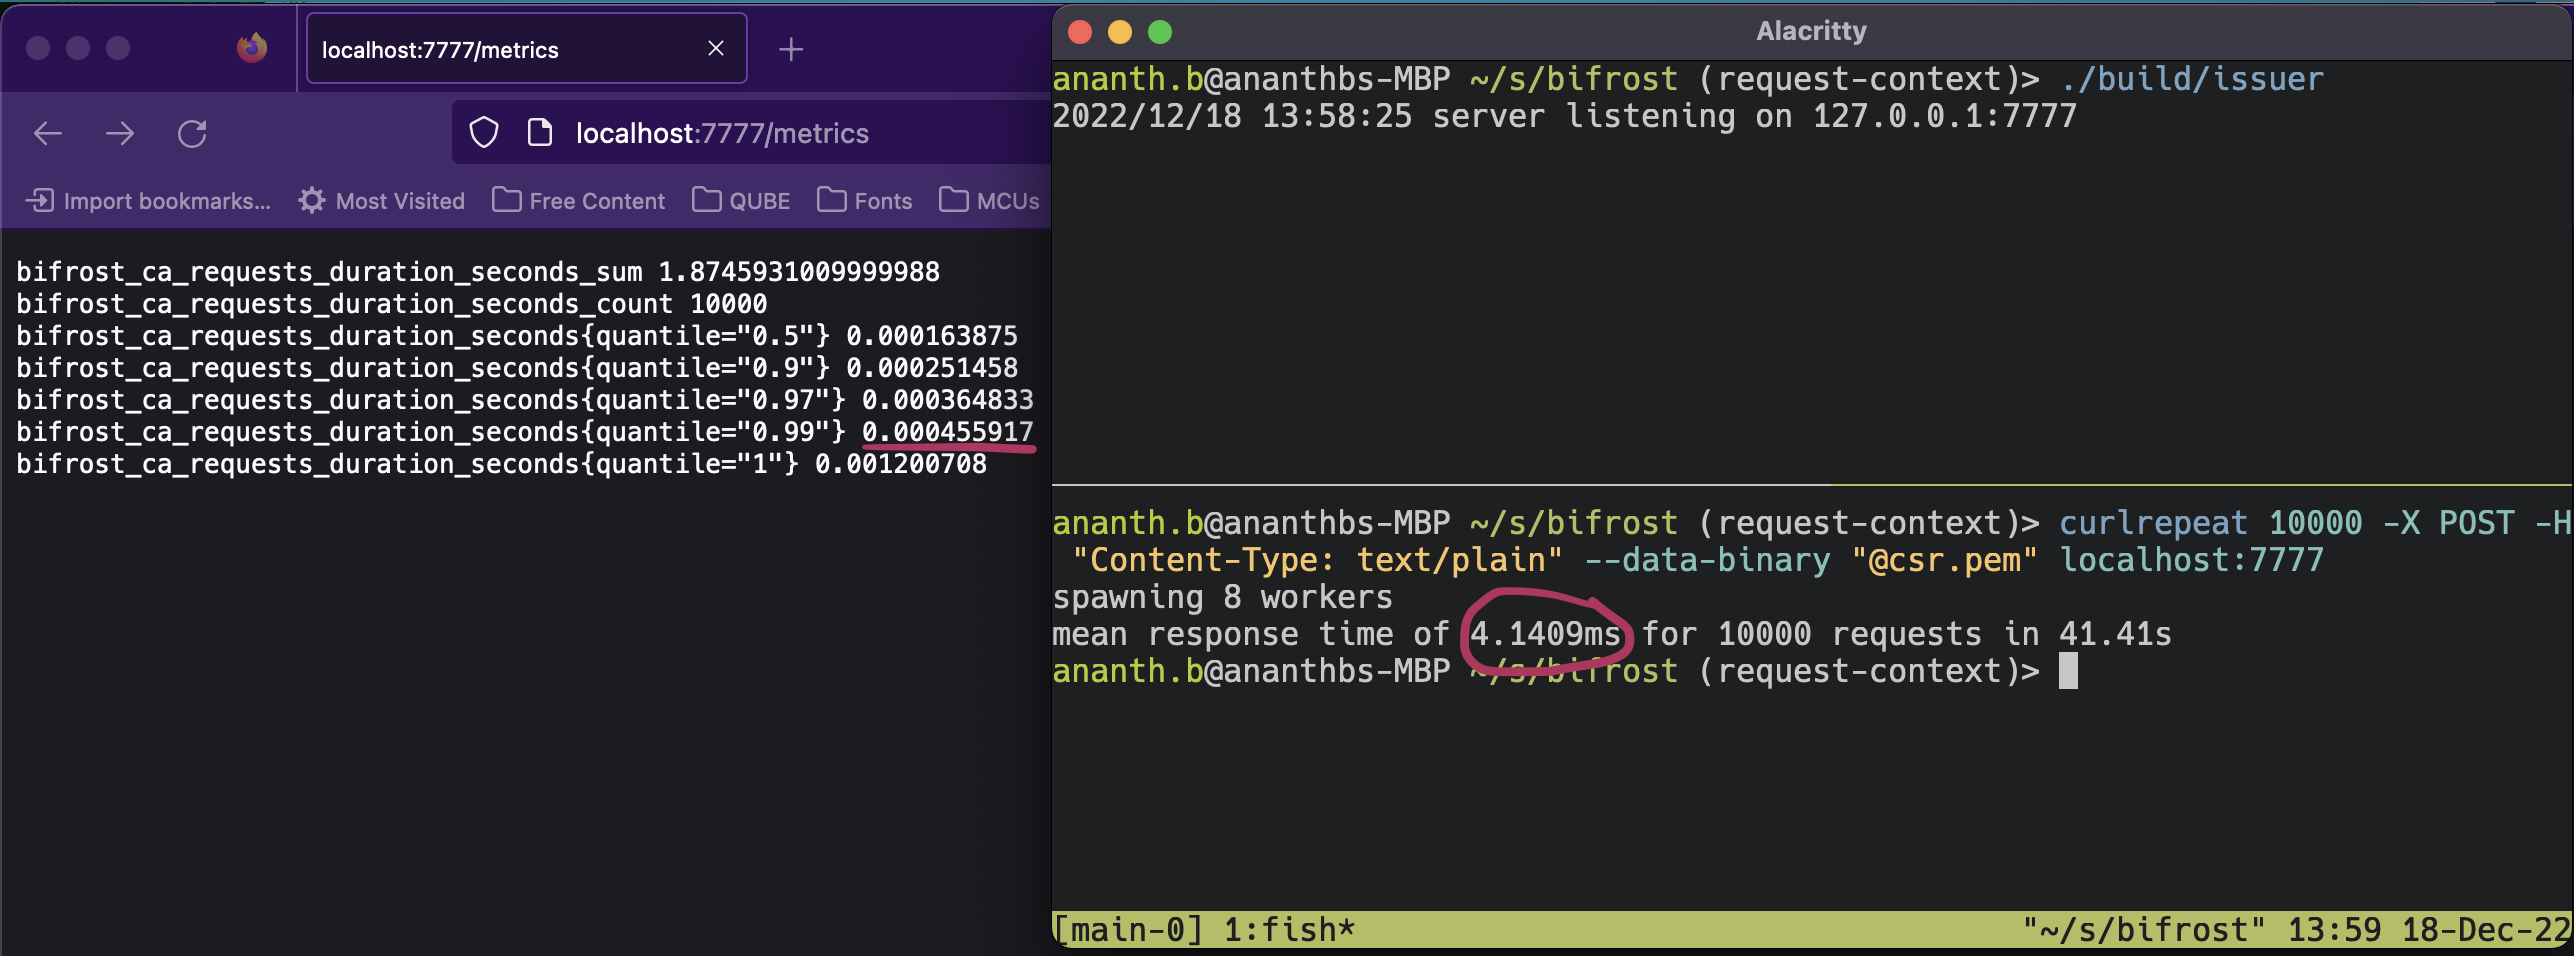 localhost:7777/metrics
localhost:7777/metrics
Import bookmarks... Most Visited Free Content QUBE Fonts MCUs
bifrost_ca_requests_duration_seconds_sum 1.8745931009999988
bifrost_ca_requests_duration_seconds_count 10000
bifrost_ca_requests_duration_seconds{quantile="0.5"} 0.000163875
bifrost_ca_requests_duration_seconds{quantile="0.9"} 0.000251458
bifrost_ca_requests_duration_seconds{quantile="0.97"} 0.000364833
bifrost_ca_requests_duration_seconds{quantile="0.99"} 0.000455917
bifrost_ca_requests_duration_seconds{quantile="1"} 0.001200708
Alacritty
ananth.b@ananthbs-MBP ~/s/bifrost (request-context)> ./build/issuer
2022/12/18 13:58:25 server listening on 127.0.0.1:7777
ananth.b@ananthbs-MBP ~/s/bifrost (request-context)> curlrepeat 10000 -X POST -H
"Content-Type: text/plain" --data-binary "@csr.pem" localhost:7777
spawning 8 workers
mean response time of 4.1409ms for 10000 requests in 41.41s
ananth.b@ananthbs-MBP ~/s/bifrost (request-context)>
[main-0] 1:fish* "~/s/bifrost" 13:59 18-Dec-22